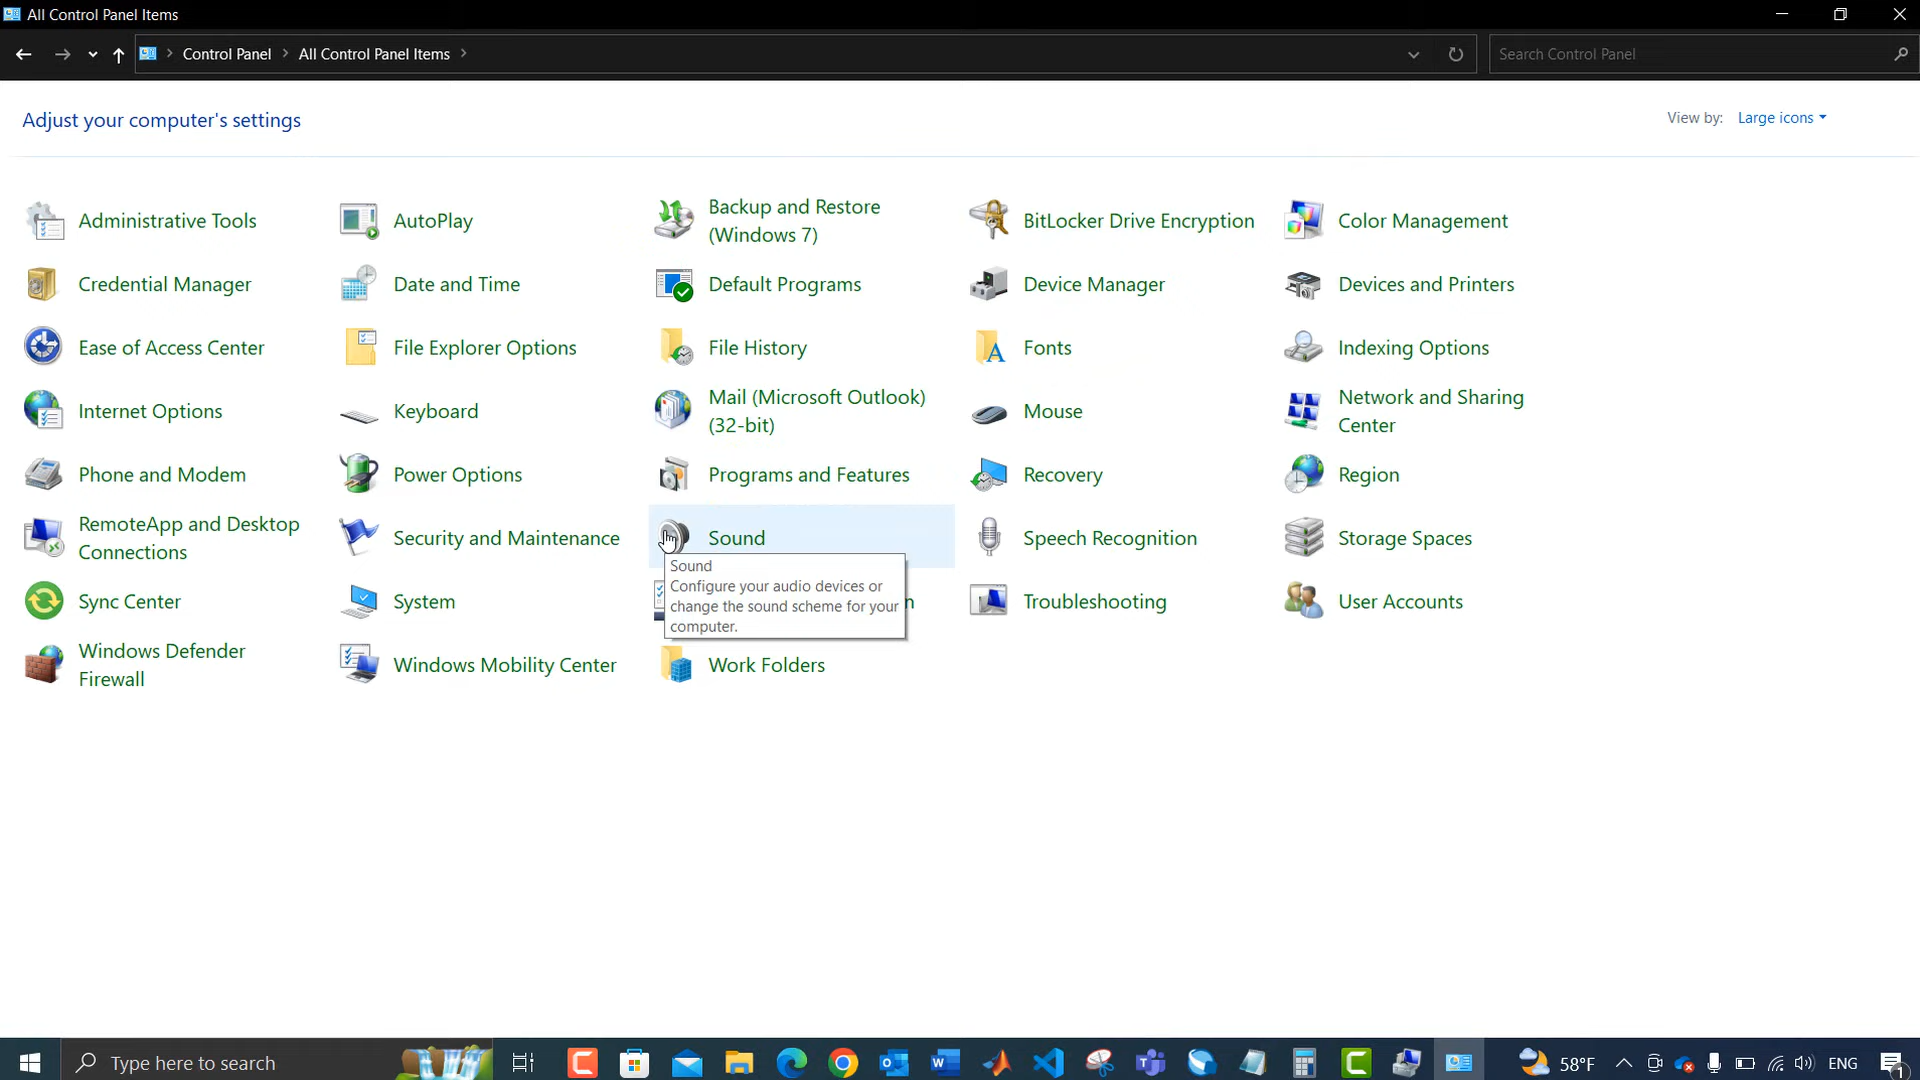 All Control Panel Items
Control Panel
All Control Panel Items
Search Control Panel
Adjust your computer's settings
View by: Large icons
Administrative Tools
AutoPlay
Backup and Restore
(Windows 7)
BitLocker Drive Encryption
Color Management
Credential Manager
Date and Time
Default Programs
Device Manager
Devices and Printers
Ease of Access Center
File Explorer Options
File History
Fonts
Indexing Options
Internet Options
Keyboard
Mail (Microsoft Outlook)
(32-bit)
Mouse
Network and Sharing
Center
Phone and Modem
Power Options
Programs and Features
Recovery
Region
RemoteApp and Desktop
Connections
Security and Maintenance
Sound
Speech Recognition
Storage Spaces
Sound
Configure your audio devices or
change the sound scheme for your
computer.
Sync Center
System
Troubleshooting
User Accounts
Windows Defender
Firewall
Windows Mobility Center
Work Folders
Type here to search
58°F
ENG
1